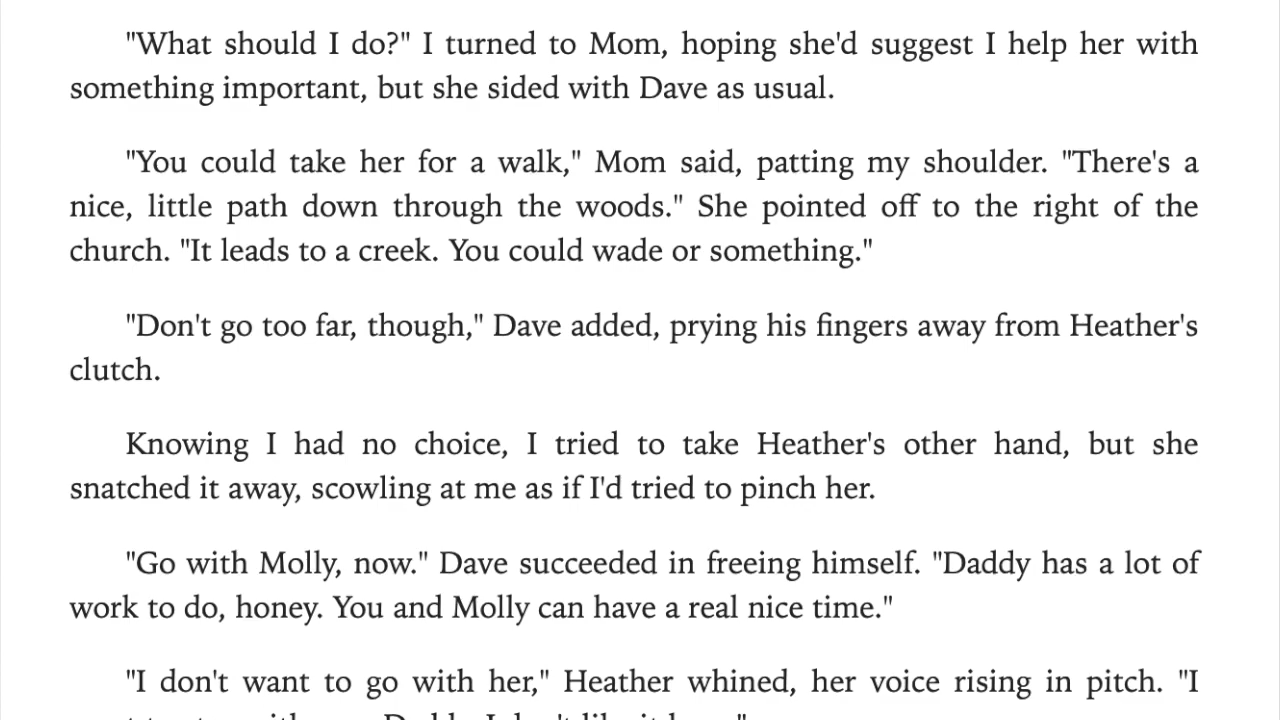 "What should I do?" I turned to Mom, hoping she'd suggest I help her with
something important, but she sided with Dave as usual.
"You could take her for a walk," Mom said, patting my shoulder. "There's a
nice, little path down through the woods." She pointed off to the right of the
church. "It leads to a creek. You could wade or something."
"Don't go too far, though," Dave added, prying his fingers away from Heather's
clutch.
Knowing I had no choice, I tried to take Heather's other hand, but she
snatched it away, scowling at me as if I'd tried to pinch her.
"Go with Molly, now." Dave succeeded in freeing himself. "Daddy has a lot of
work to do, honey. You and Molly can have a real nice time."
"I don't want to go with her," Heather whined, her voice rising in pitch. "I
Daddy I don't like it here."